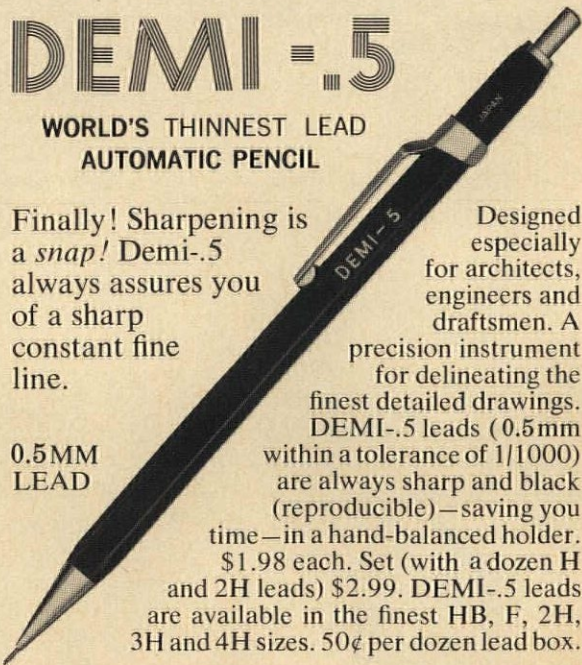 DEMI -.5
WORLD'S THINNEST LEAD
AUTOMATIC PENCIL
JAPAN
DEMI-.5
Finally! Sharpening is
a snap! Demi-.5
always assures you
of a sharp
constant fine
line.
0.5MM
LEAD
Designed
especially
for architects,
engineers and
draftsmen. A
precision instrument
for delineating the
finest detailed drawings.
DEMI-.5 leads (0.5mm
within a tolerance of 1/1000)
are always sharp and black
(reproducible)—saving you
time—in a hand-balanced holder.
$1.98 each. Set (with a dozen H
and 2H leads) $2.99. DEMI-.5 leads
are available in the finest HB, F, 2H,
3H and 4H sizes. 50¢ per dozen lead box.